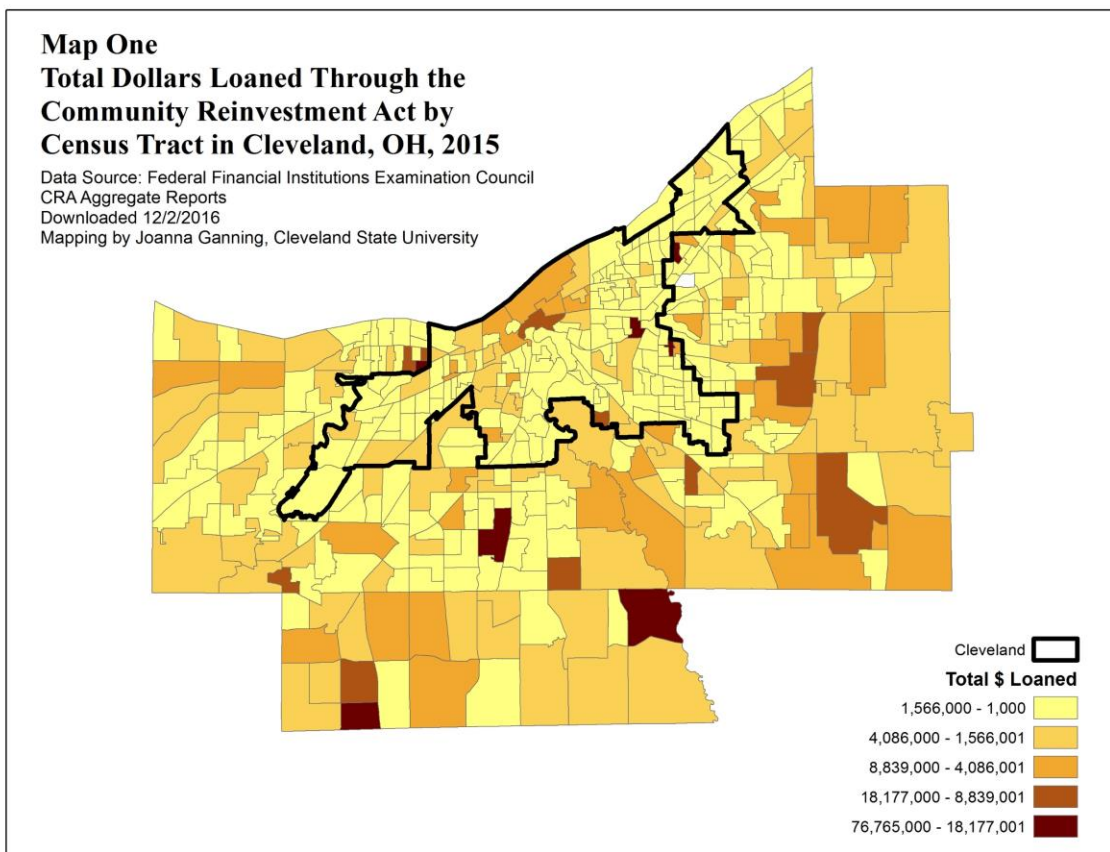 Map One
Total Dollars Loaned Through the
Community Reinvestment Act by
Census Tract in Cleveland, OH, 2015
Data Source: Federal Financial Institutions Examination Council
CRA Aggregate Reports
Downloaded 12/2/2016
Mapping by Joanna Ganning, Cleveland State University
Cleveland
Total $ Loaned
1,566,000 - 1,000
4,086,000 - 1,566,001
8,839,000 - 4,086,001
18,177,000 - 8,839,001
76,765,000 - 18,177,001